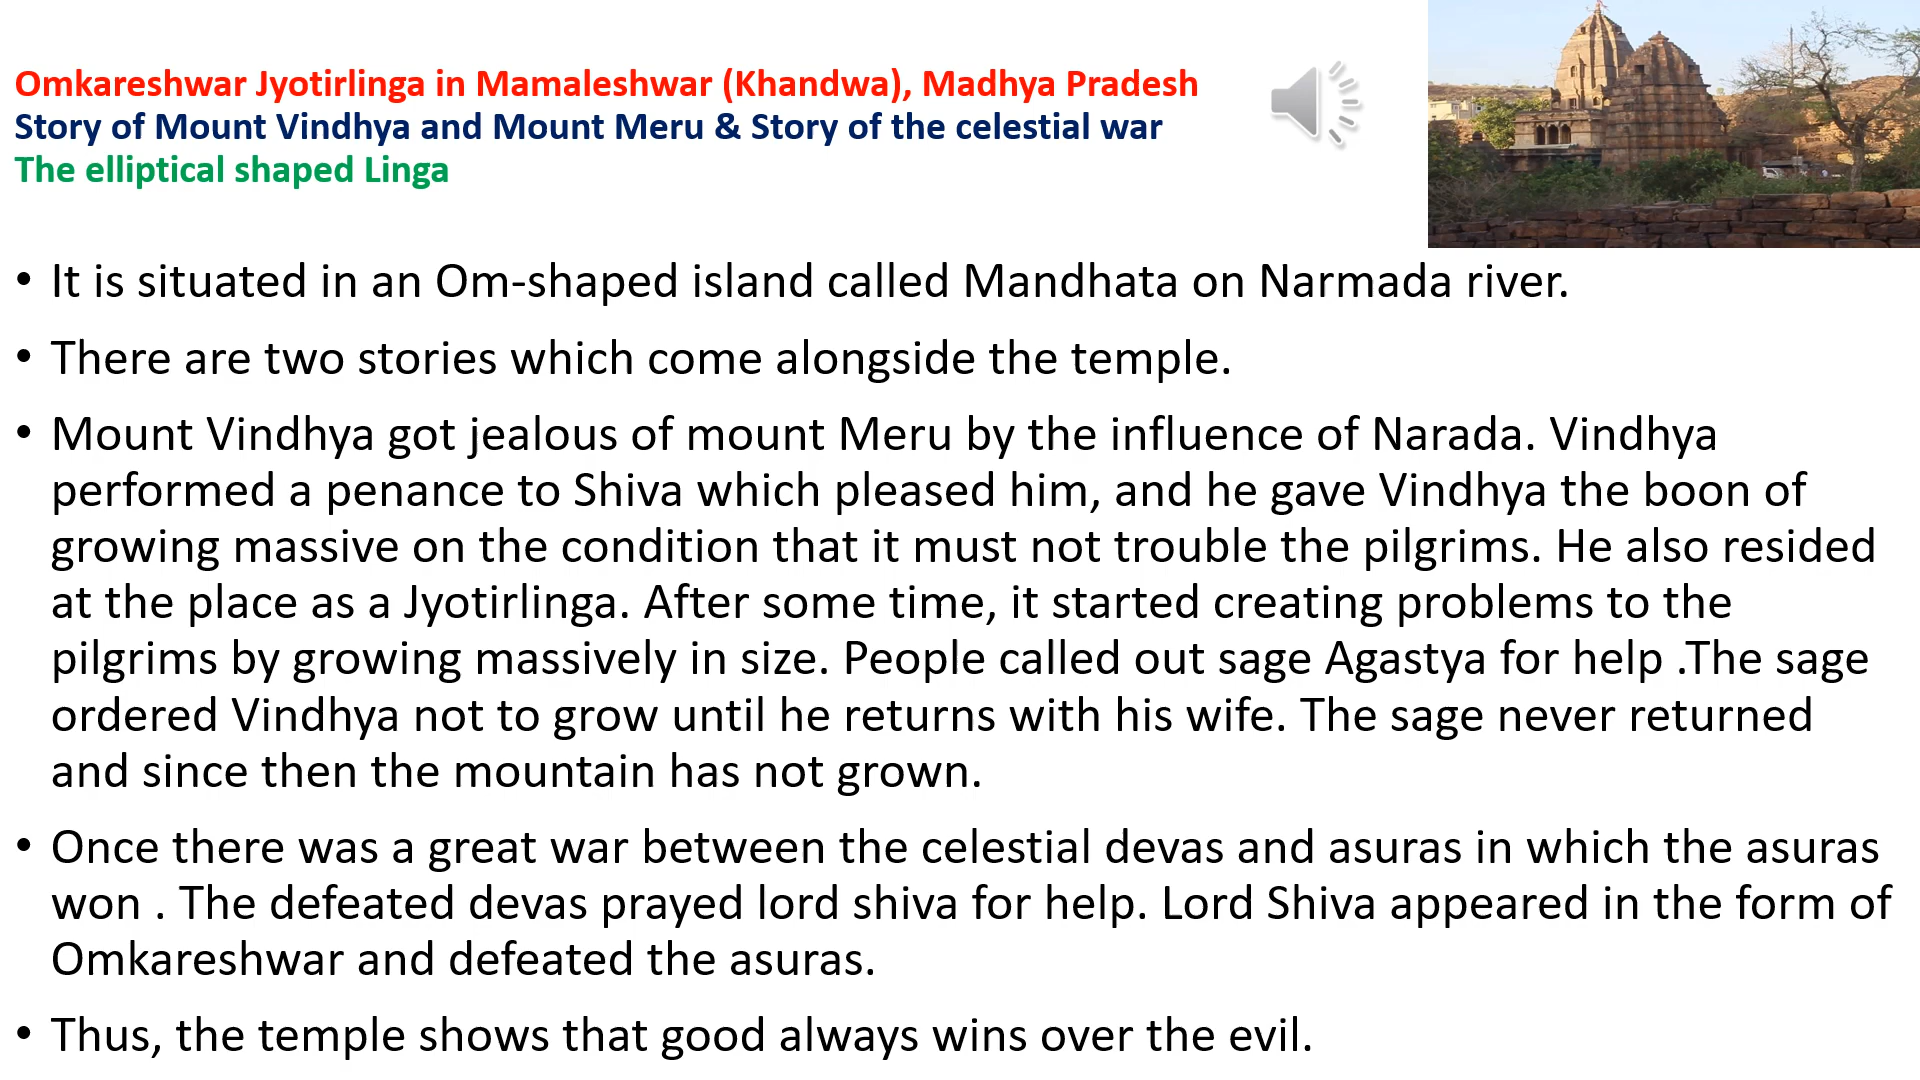 Omkareshwar Jyotirlinga in Mamaleshwar (Khandwa), Madhya Pradesh
Story of Mount Vindhya and Mount Meru & Story of the celestial war
The elliptical shaped Linga
• It is situated in an Om-shaped island called Mandhata on Narmada river.
• There are two stories which come alongside the temple.
• Mount Vindhya got jealous of mount Meru by the influence of Narada. Vindhya
performed a penance to Shiva which pleased him, and he gave Vindhya the boon of
growing massive on the condition that it must not trouble the pilgrims. He also resided
at the place as a Jyotirlinga. After some time, it started creating problems to the
pilgrims by growing massively in size. People called out sage Agastya for help .The sage
ordered Vindhya not to grow until he returns with his wife. The sage never returned
and since then the mountain has not grown.
• Once there was a great war between the celestial devas and asuras in which the asuras
won . The defeated devas prayed lord shiva for help. Lord Shiva appeared in the form of
Omkareshwar and defeated the asuras.
• Thus, the temple shows that good always wins over the evil.